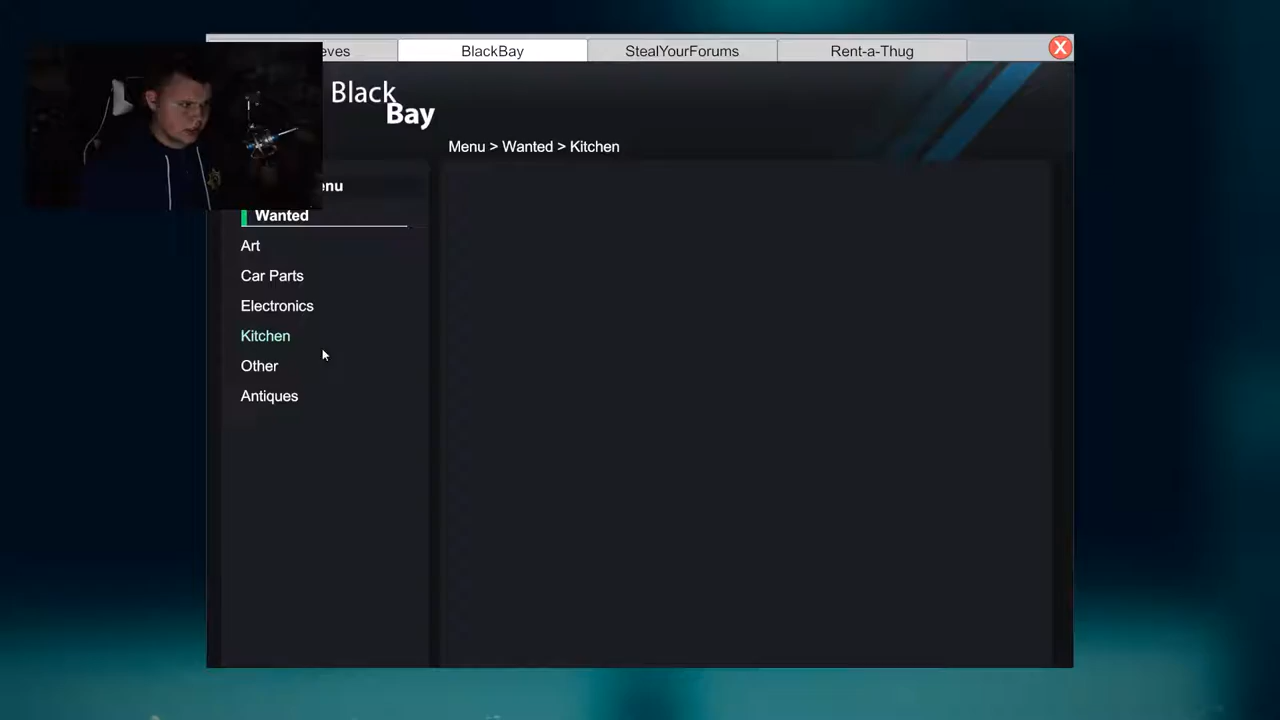 eves
BlackBay
StealYourForums
Rent-a-Thug
X
Black
Bay
Menu > Wanted > Kitchen
enu
Wanted
Art
Car Parts
Electronics
Kitchen
Other
Antiques